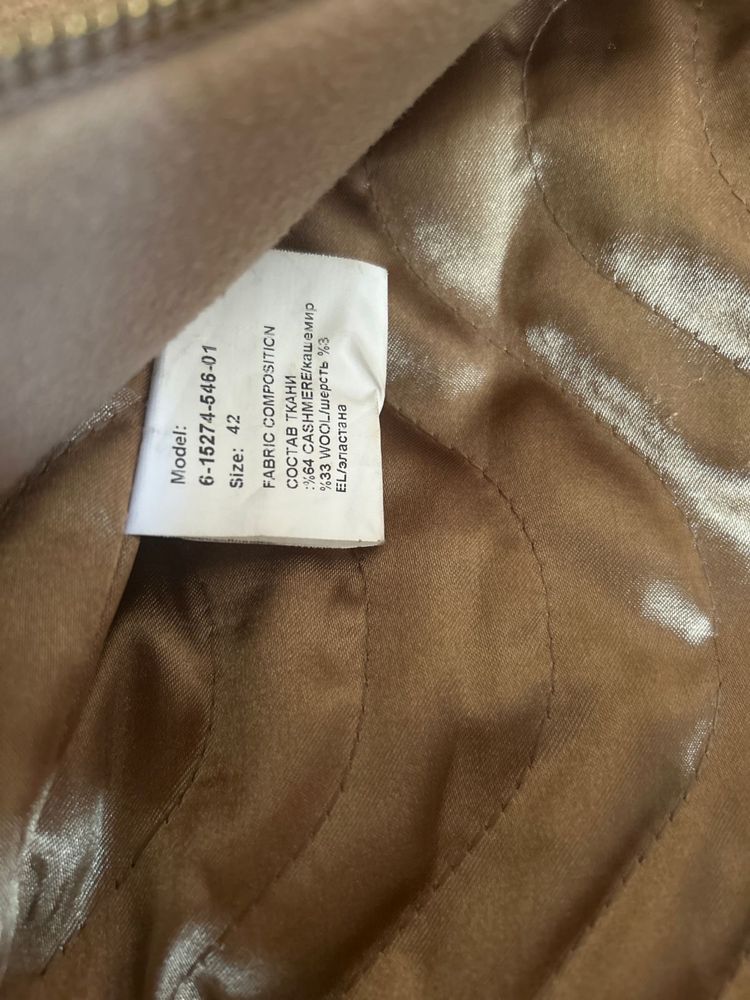 Model:
6-15274-546-01
Size: 42
FABRIC COMPOSITION
СОСТАВ ТКАНИ
:%64 CASHMERE/кашемир
%33 WOOL/шерсть %3
EL/эластана